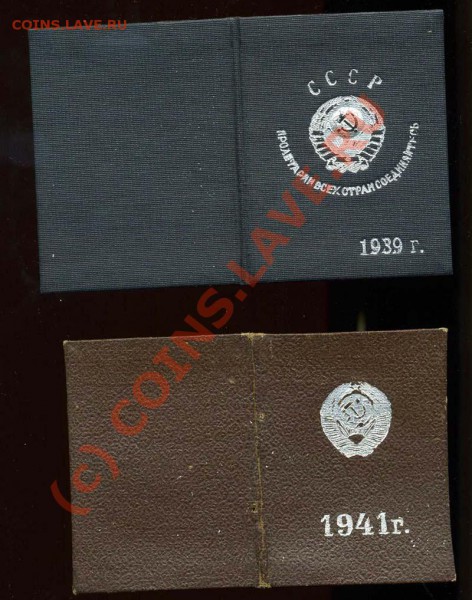 COINS.LAVE.RU
СССР
ПРОЛЕТАРИИ ВСЕХ СТРАН СОЕДИНЯЙТЕСЬ
1939 г.
(c) COINS.LAVE.RU
1941г.